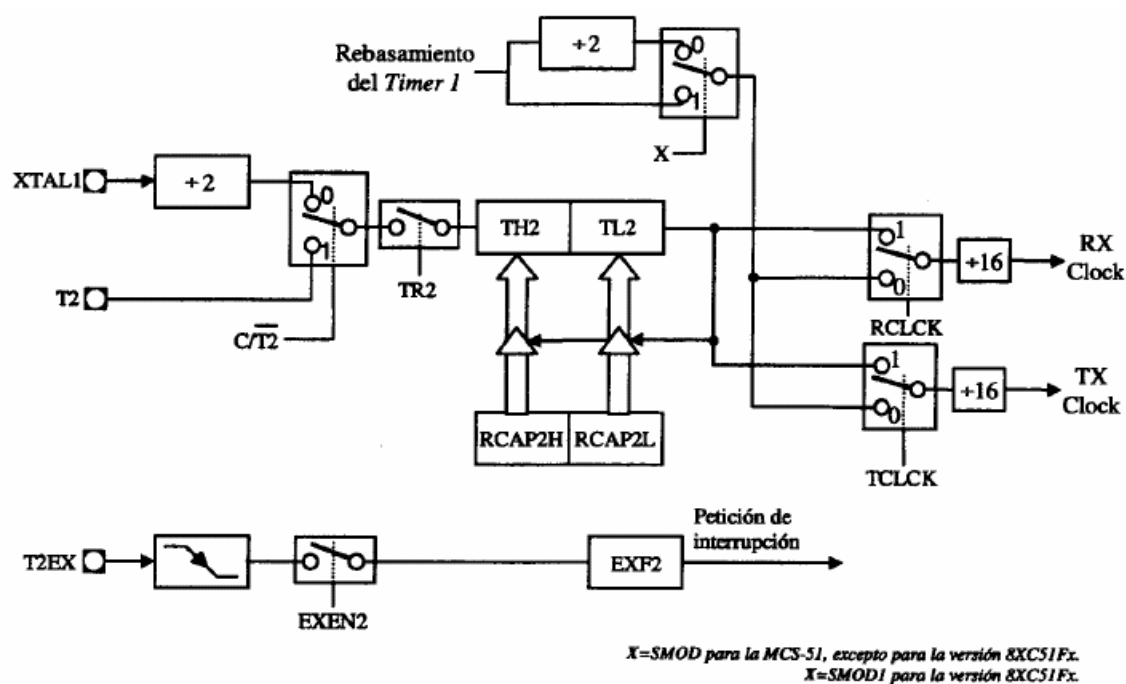 Rebasamiento
del Timer 1
÷2
0
1
X
XTAL1
÷2
0
1
T2
C/T2
TR2
TH2
TL2
RCAP2H
RCAP2L
1
0
RCLCK
÷16
RX
Clock
1
0
TCLCK
÷16
TX
Clock
T2EX
EXEN2
EXF2
Petición de
interrupción
X=SMOD para la MCS-51, excepto para la versión 8XC51Fx.
X=SMOD1 para la versión 8XC51Fx.